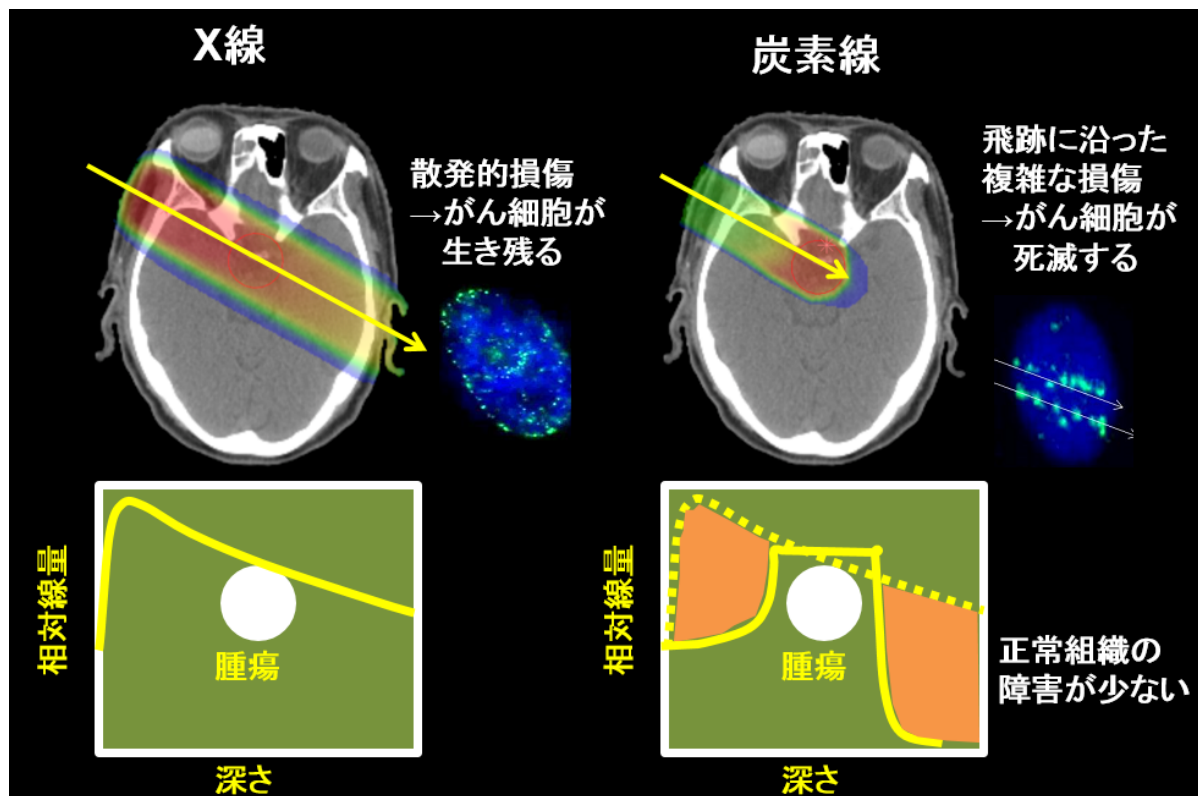 X線
散発的損傷
→がん細胞が
生き残る
相対線量
腫瘍
深さ
炭素線
飛跡に沿った
複雑な損傷
→がん細胞が
死滅する
相対線量
腫瘍
深さ
正常組織の
障害が少ない